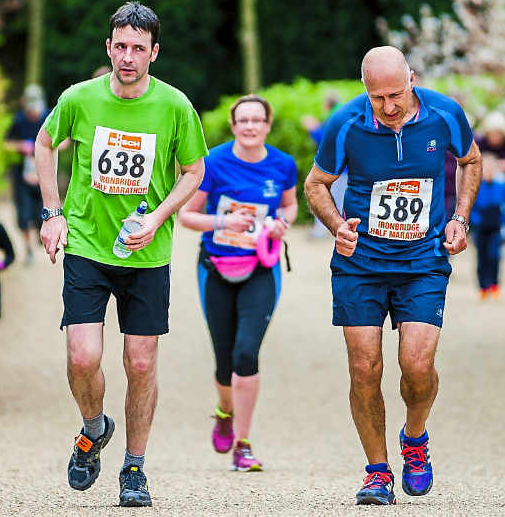 638
IRONBRIDGE
HALF MARATHON
589
IRONBRIDGE
HALF MARATHON